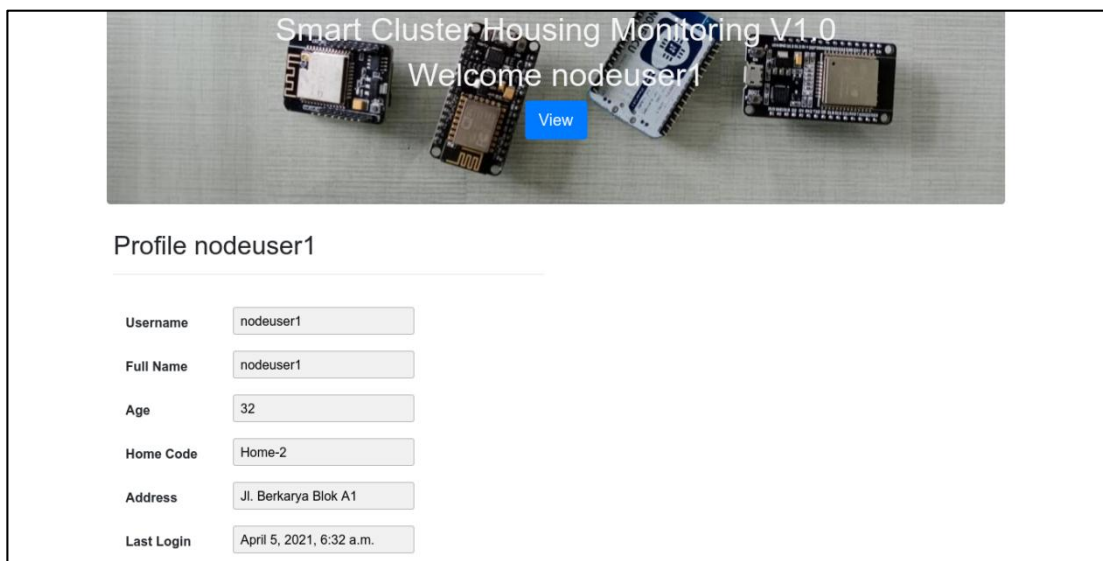 Smart Cluster Housing Monitoring V1.0
Welcome nodeuser1
View
Profile nodeuser1
Username nodeuser1
Full Name nodeuser1
Age 32
Home Code Home-2
Address Jl. Berkarya Blok A1
Last Login April 5, 2021, 6:32 a.m.